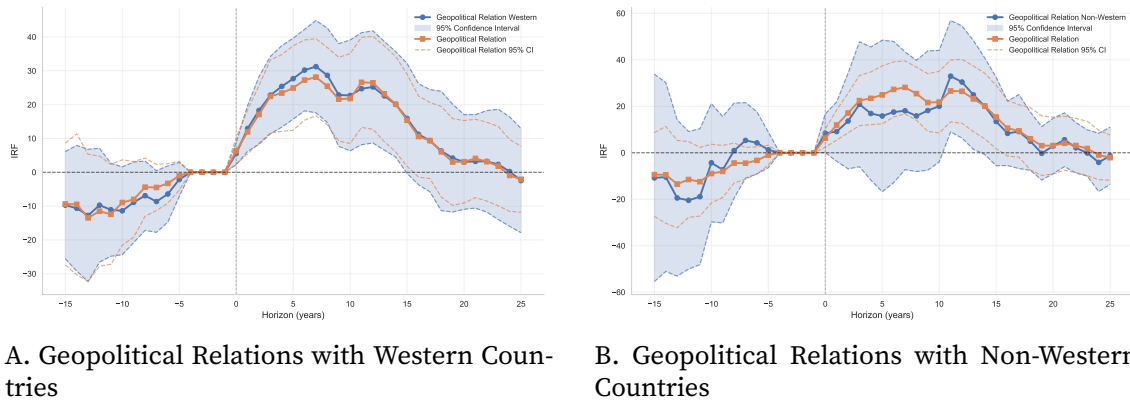 Geopolitical Relation Western
95% Confidence Interval
Geopolitical Relation
Geopolitical Relation 95% CI
IRF
40
30
20
10
0
−10
−20
−30
−15
−10
−5
0
5
10
15
20
25
Horizon (years)
A. Geopolitical Relations with Western Coun-
tries
Geopolitical Relation Non-Western
95% Confidence Interval
Geopolitical Relation
Geopolitical Relation 95% CI
IRF
60
40
20
0
−20
−40
−60
−15
−10
−5
0
5
10
15
20
25
Horizon (years)
B. Geopolitical Relations with Non-Western
Countries